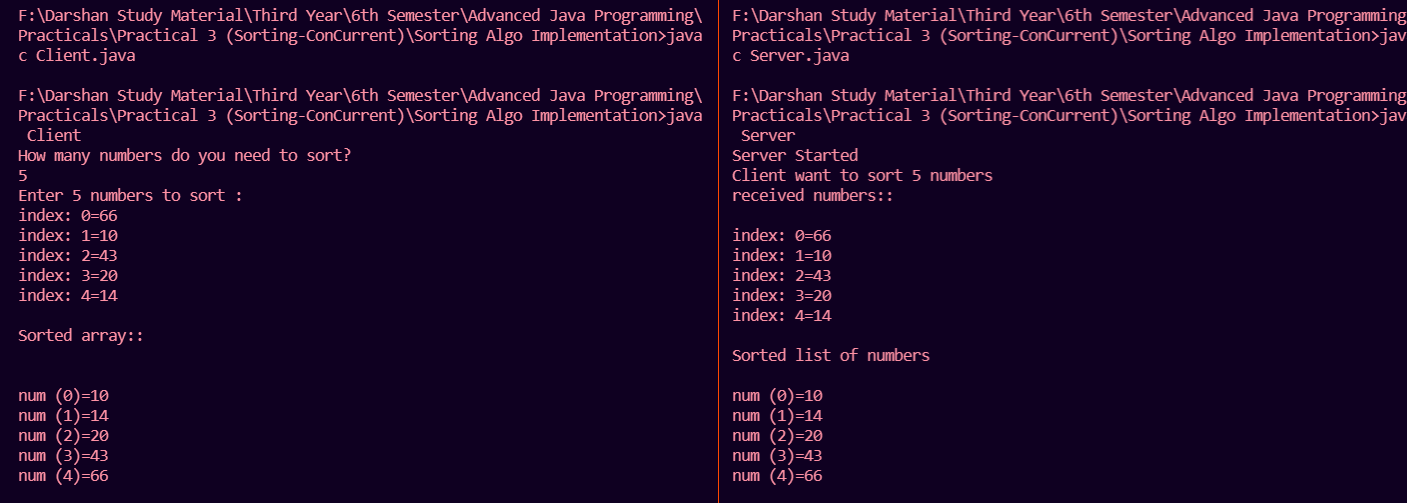 F:\Darshan Study Material\Third Year\6th Semester\Advanced Java Programming\
Practicals\Practical 3 (Sorting-ConCurrent)\Sorting Algo Implementation>java
c Client.java
F:\Darshan Study Material\Third Year\6th Semester\Advanced Java Programming\
Practicals\Practical 3 (Sorting-ConCurrent)\Sorting Algo Implementation>java
 Client
How many numbers do you need to sort?
5
Enter 5 numbers to sort :
index: 0=66
index: 1=10
index: 2=43
index: 3=20
index: 4=14
Sorted array::
num (0)=10
num (1)=14
num (2)=20
num (3)=43
num (4)=66
F:\Darshan Study Material\Third Year\6th Semester\Advanced Java Programming
Practicals\Practical 3 (Sorting-ConCurrent)\Sorting Algo Implementation>jav
c Server.java
F:\Darshan Study Material\Third Year\6th Semester\Advanced Java Programming
Practicals\Practical 3 (Sorting-ConCurrent)\Sorting Algo Implementation>jav
 Server
Server Started
Client want to sort 5 numbers
received numbers::
index: 0=66
index: 1=10
index: 2=43
index: 3=20
index: 4=14
Sorted list of numbers
num (0)=10
num (1)=14
num (2)=20
num (3)=43
num (4)=66